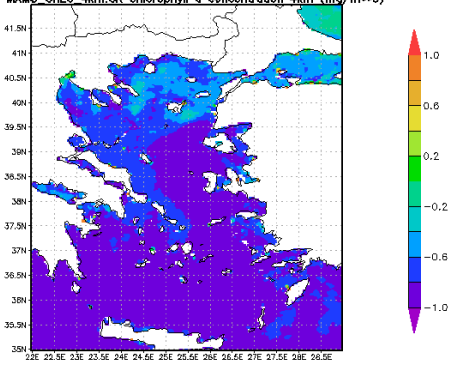 chlorophyll a concentration 4km (mg/m**3)
41.5N
41N
40.5N
40N
39.5N
39N
38.5N
38N
37.5N
37N
36.5N
36N
35.5N
35N
22E 22.5E 23E 23.5E 24E 24.5E 25E 25.5E 26E 26.5E 27E 27.5E 28E 28.5E
1.0
0.6
0.2
-0.2
-0.6
-1.0